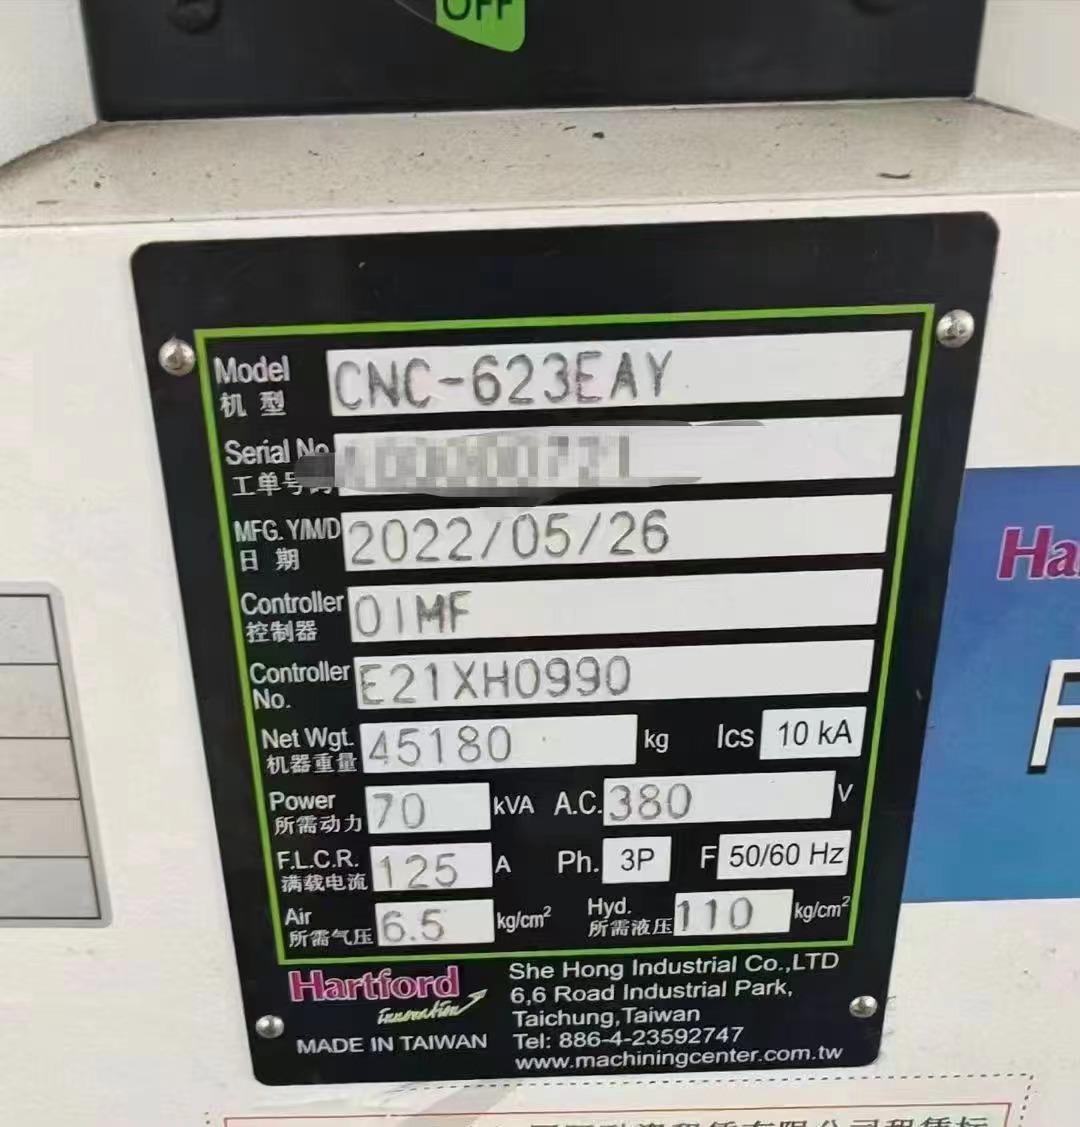 OFF
Model CNC-623EAY
机型
Serial No
工单号
MFG. Y/M/D 2022/05/26
日期
Controller 0IMF
控制器
Controller E21XH0990
No.
Net Wgt. 45180 kg Ics 10 kA
机器重量
Power 70 kVA A.C. 380 V
所需动力
F.L.C.R. 125 A Ph. 3P F 50/60 Hz
满载电流
Air 6.5 kg/cm² Hyd. 110 kg/cm²
所需气压 所需液压
Hartford
Innovation
MADE IN TAIWAN
She Hong Industrial Co.,LTD
6,6 Road Industrial Park,
Taichung,Taiwan
Tel: 886-4-23592747
www.machiningcenter.com.tw
Ha
F